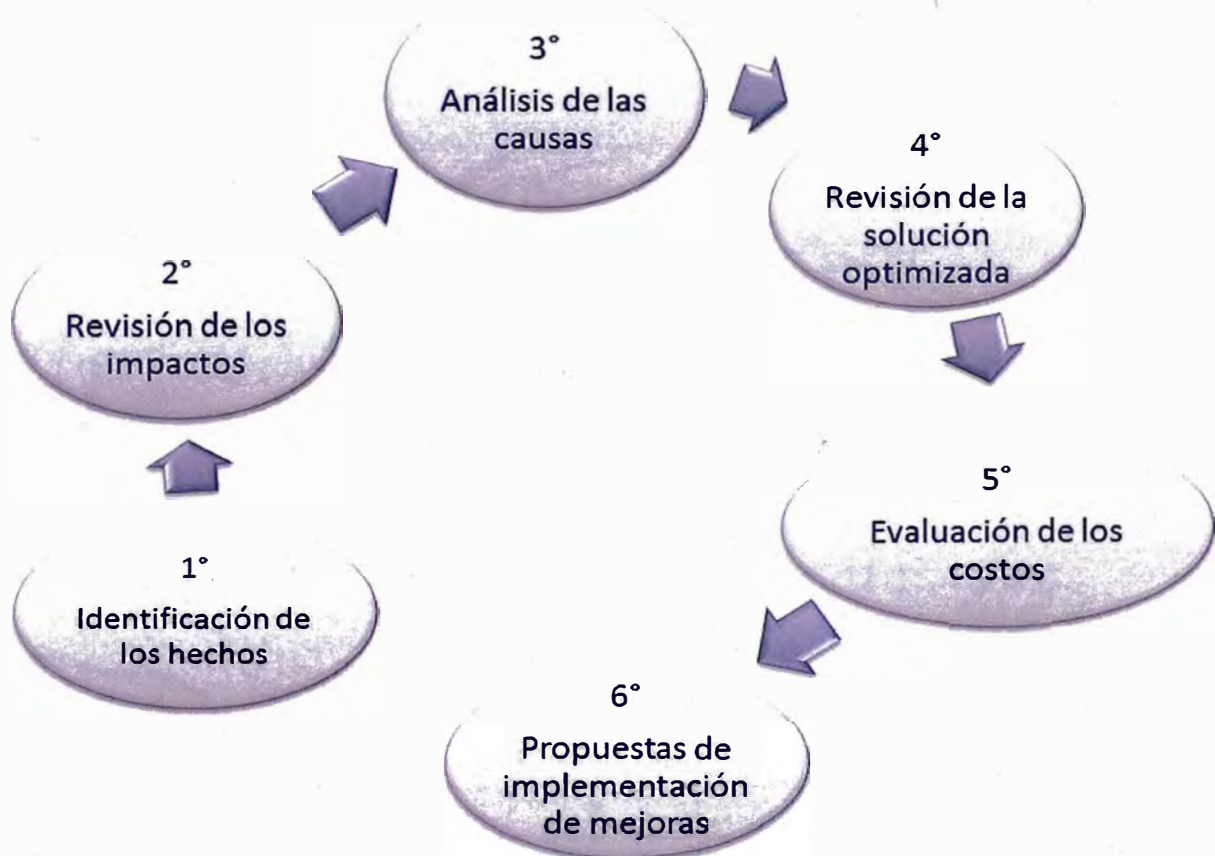 1°
Identificación de
los hechos
2°
Revisión de los
impactos
3°
Análisis de las
causas
4°
Revisión de la
solución
optimizada
5°
Evaluación de los
costos
6°
Propuestas de
implementación
de mejoras